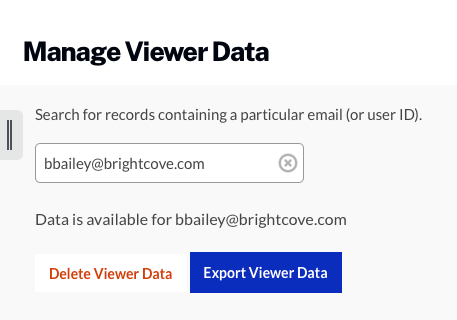 Manage Viewer Data
Search for records containing a particular email (or user ID).
bbailey@brightcove.com
Data is available for bbailey@brightcove.com
Delete Viewer Data
Export Viewer Data